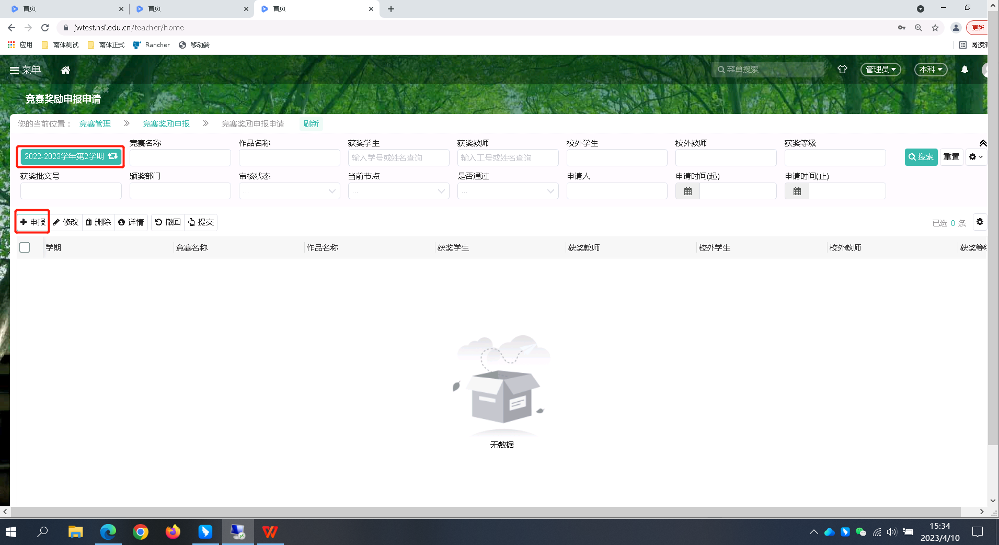 首页
首页
首页
jwtest.nsi.edu.cn/teacher/home
更新
应用
南体测试
南体正式
Rancher
移动端
菜单
菜单搜索
管理员
本科
竞赛奖励申报申请
您的当前位置：
竞赛管理
竞赛奖励申报
竞赛奖励申报申请
刷新
2022-2023学年第2学期
竞赛名称
作品名称
获奖学生
输入学号或姓名查询
获奖教师
输入工号或姓名查询
校外学生
校外教师
获奖等级
搜索
重置
获奖批文号
颁奖部门
审核状态
...
当前节点
...
是否通过
...
申请人
申请时间(起)
申请时间(止)
申报
修改
删除
详情
撤回
提交
已选 0 条
学期
竞赛名称
作品名称
获奖学生
获奖教师
校外学生
校外教师
获奖等
无数据
15:34
2023/4/10